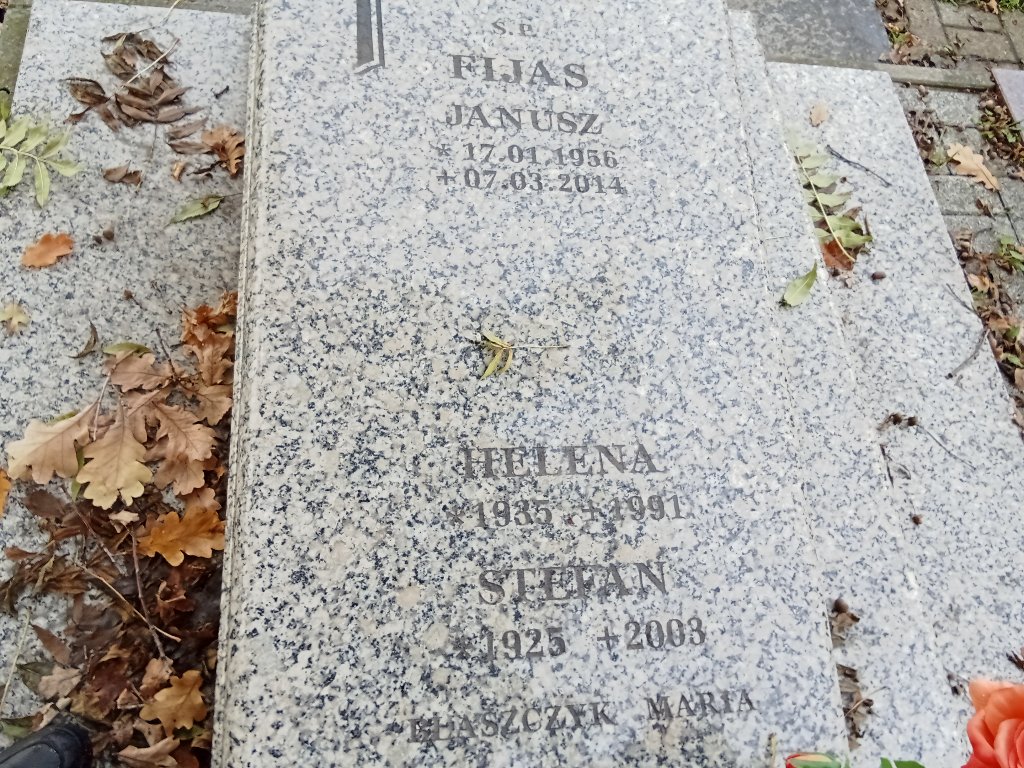 Ś.P.
FIJAS
JANUSZ
* 17.01.1956
+ 07.03.2014
HELENA
* 1935 + 1991
STEFAN
* 1925 + 2003
BŁASZCZYK MARIA